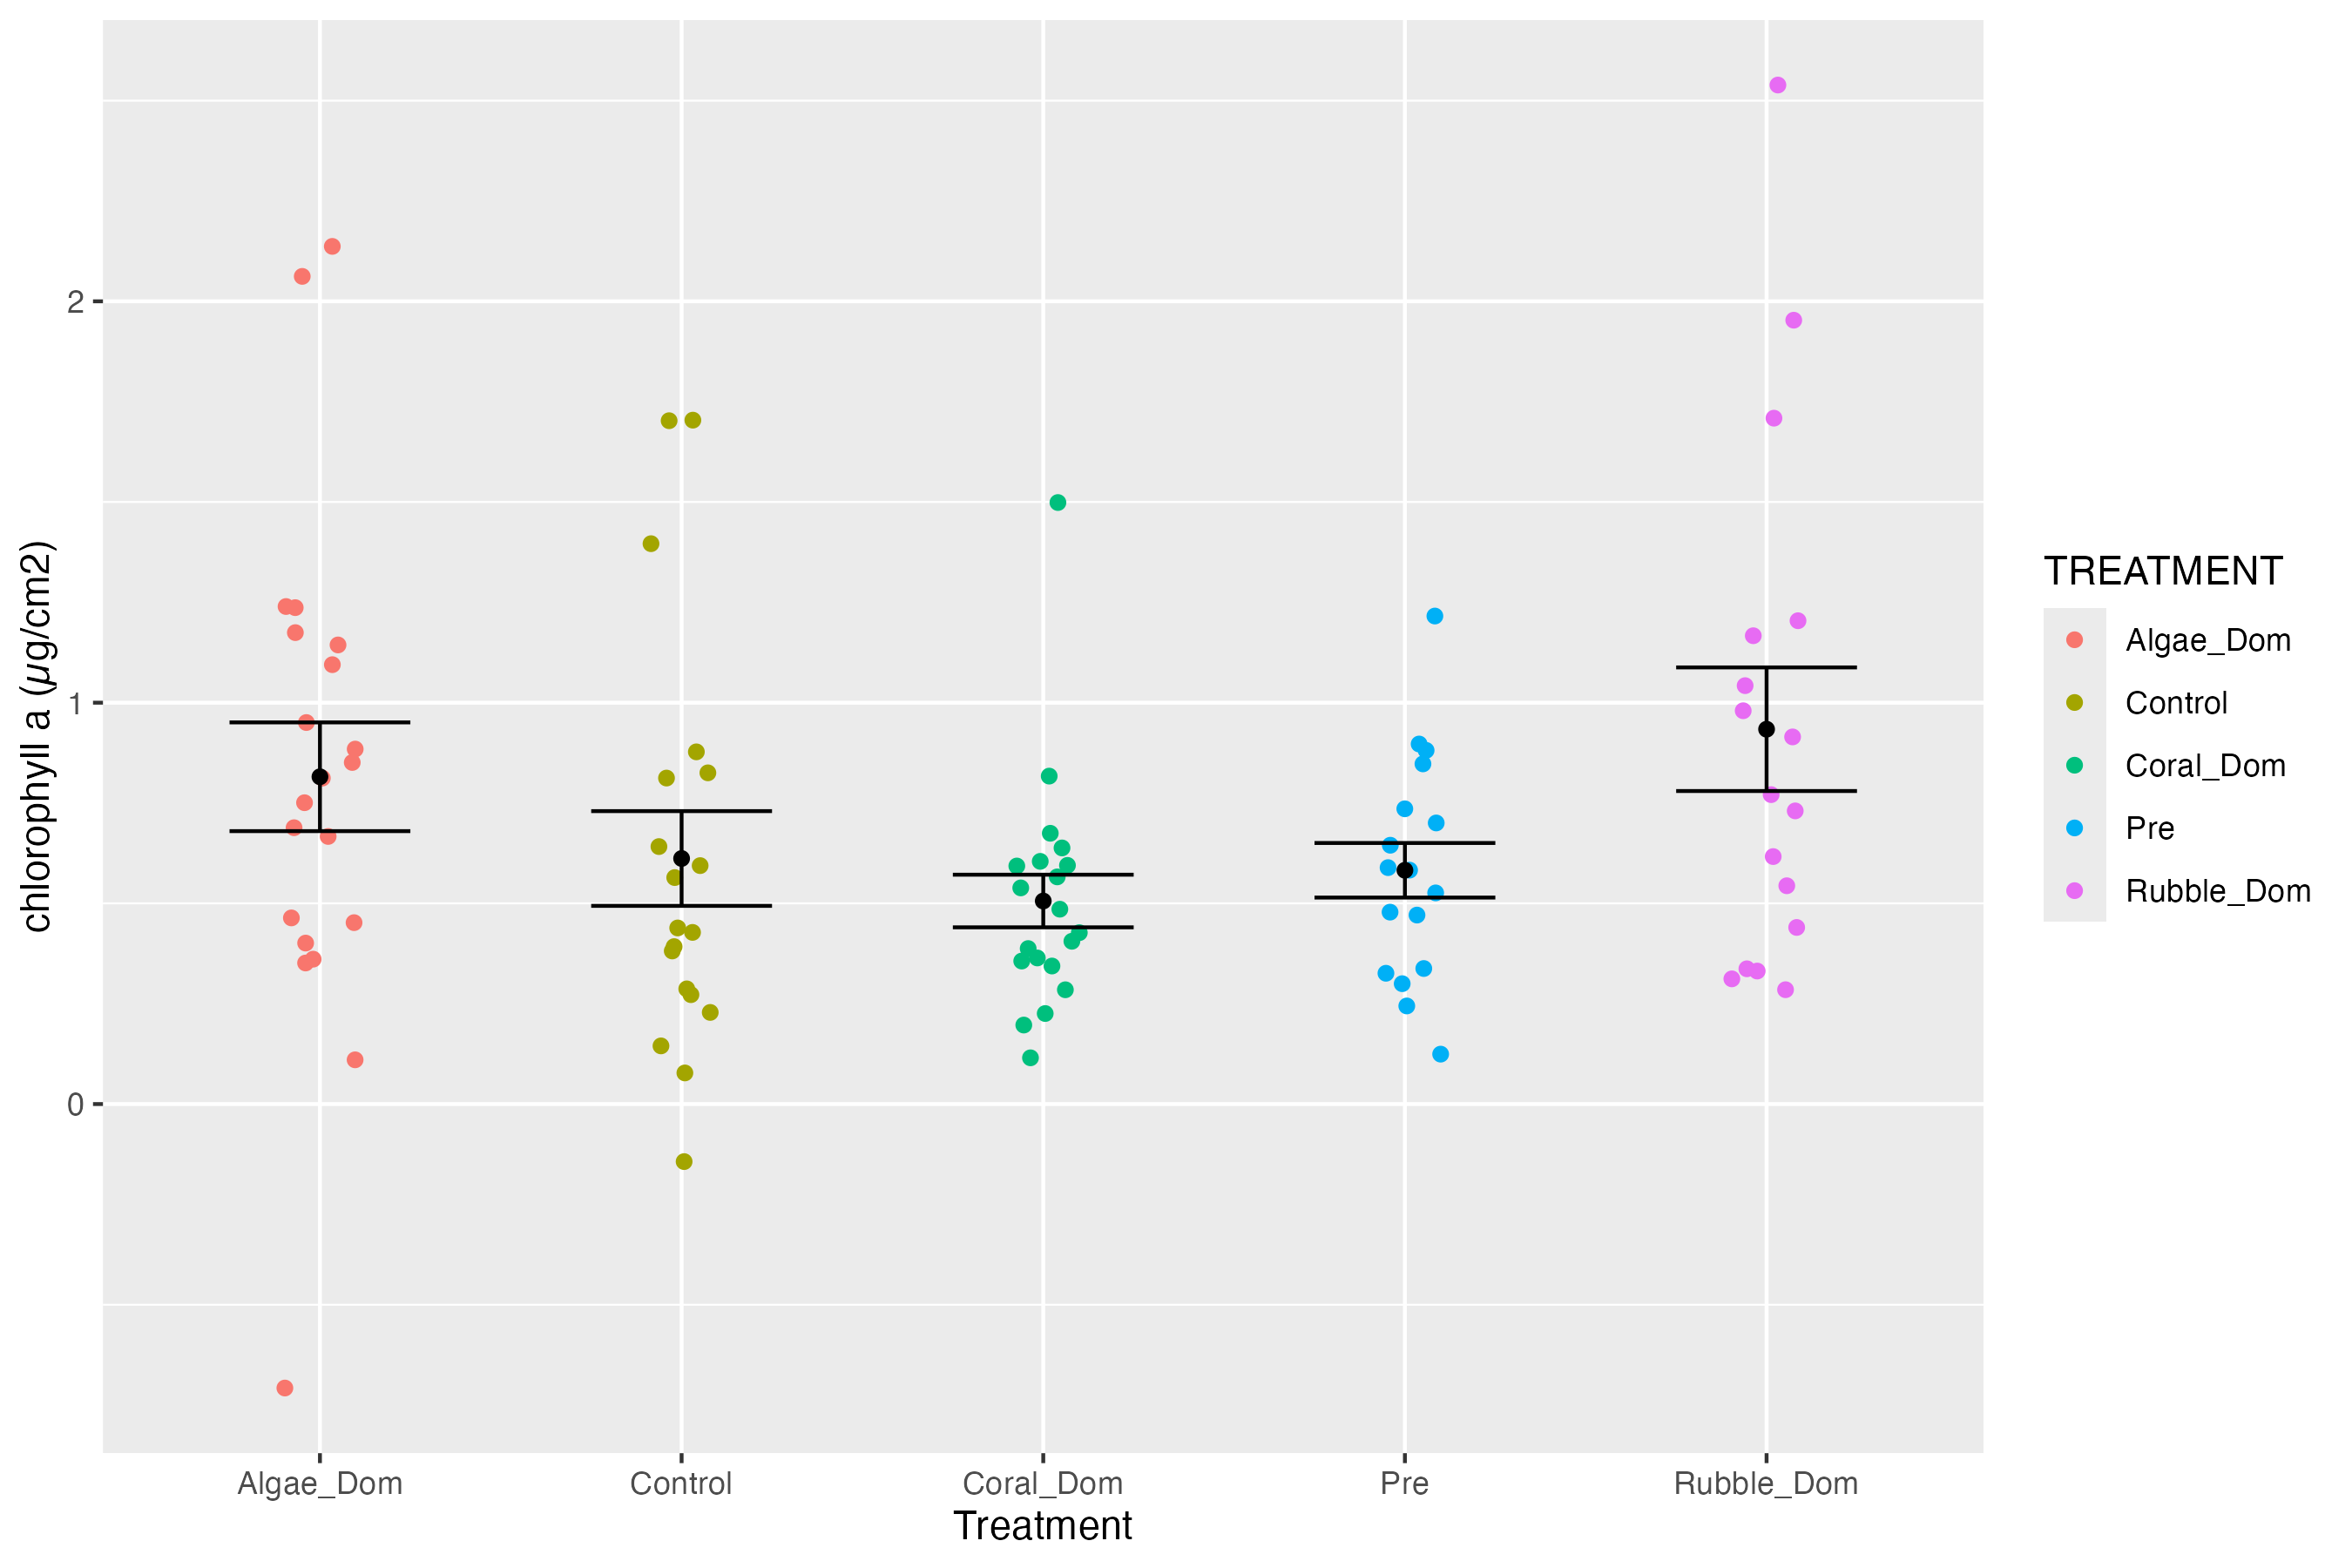 chlorophyll a (µg/cm2)
2
1
0
Algae_Dom
Control
Coral_Dom
Pre
Rubble_Dom
Treatment
TREATMENT
Algae_Dom
Control
Coral_Dom
Pre
Rubble_Dom